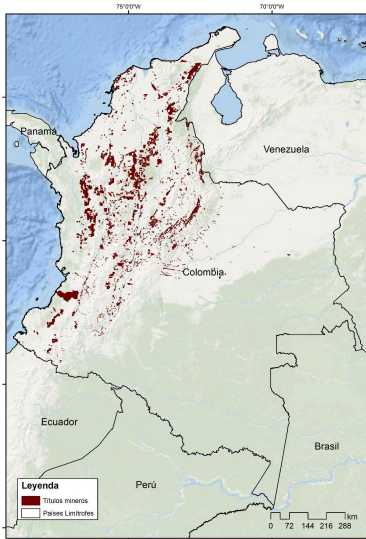 75°0'0"W 70°0'0"W
Panamá
Venezuela
Colombia
Ecuador
Brasil
Perú
Leyenda
Títulos mineros
Países Limítrofes
km
0 72 144 216 288